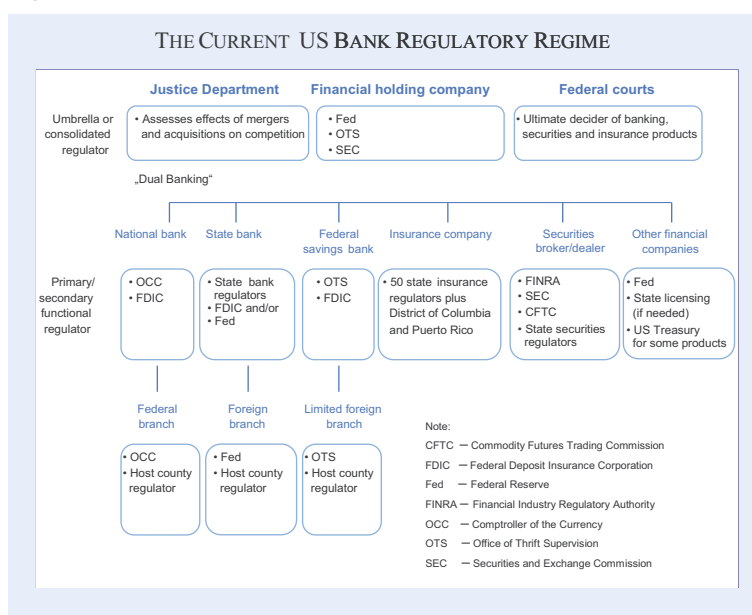 THE CURRENT US BANK REGULATORY REGIME
Justice Department
Financial holding company
Federal courts
Umbrella or
consolidated
regulator
• Assesses effects of mergers
and acquisitions on competition
• Fed
• OTS
• SEC
• Ultimate decider of banking,
securities and insurance products
„Dual Banking“
National bank
State bank
Federal
savings bank
Insurance company
Securities
broker/dealer
Other financial
companies
Primary/
secondary
functional
regulator
• OCC
• FDIC
• State bank
regulators
• FDIC and/or
• Fed
• OTS
• FDIC
• 50 state insurance
regulators plus
District of Columbia
and Puerto Rico
• FINRA
• SEC
• CFTC
• State securities
regulators
• Fed
• State licensing
(if needed)
• US Treasury
for some products
Federal
branch
Foreign
branch
Limited foreign
branch
• OCC
• Host county
regulator
• Fed
• Host county
regulator
• OTS
• Host county
regulator
Note:
CFTC — Commodity Futures Trading Commission
FDIC — Federal Deposit Insurance Corporation
Fed — Federal Reserve
FINRA — Financial Industry Regulatory Authority
OCC — Comptroller of the Currency
OTS — Office of Thrift Supervision
SEC — Securities and Exchange Commission